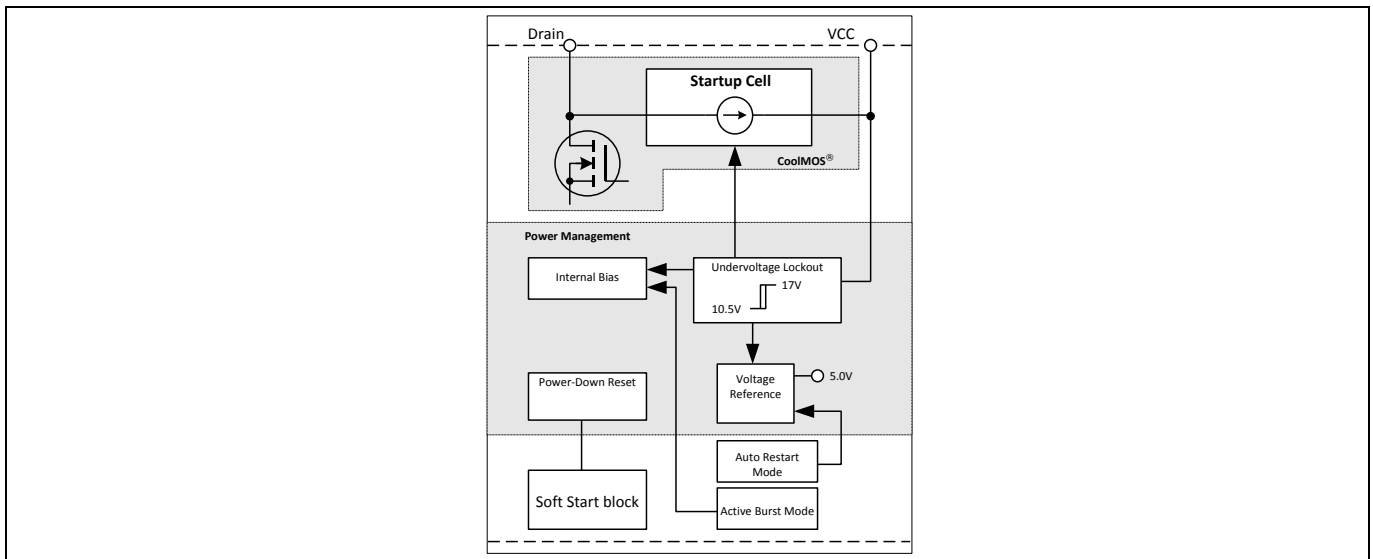 Drain
VCC
Startup Cell
CoolMOS®
Power Management
Internal Bias
Undervoltage Lockout
17V
10.5V
Power-Down Reset
Voltage
Reference
5.0V
Auto Restart
Mode
Soft Start block
Active Burst Mode